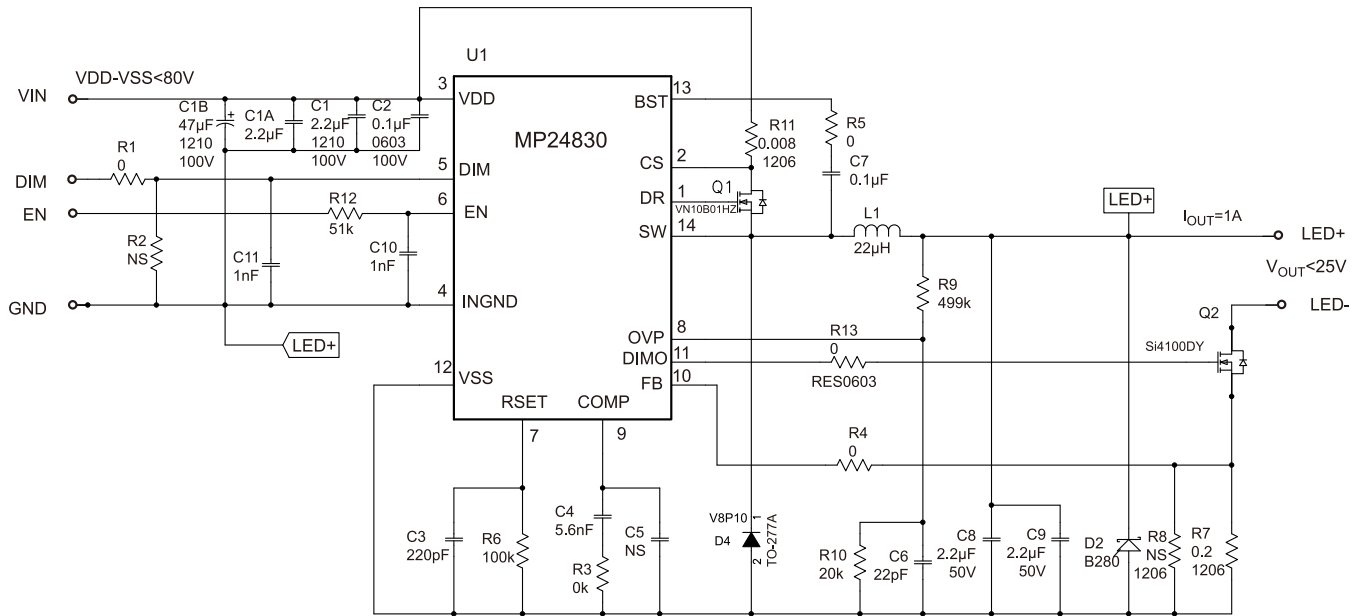 U1
VDD-VSS<80V
VIN
3
VDD
13
BST
C1B
47µF
1210
100V
C1A
2.2µF
C1
2.2µF
1210
100V
C2
0.1µF
0603
100V
MP24830
R11
0.008
1206
R5
0
C7
0.1µF
R1
0
DIM
5
DIM
CS
2
EN
6
EN
R12
51k
DR
1
Q1
VN10B01HZ
SW
14
L1
22µH
LED+
IOUT=1A
LED+
R2
NS
C11
1nF
C10
1nF
VOUT<25V
GND
4
INGND
R9
499k
LED-
LED+
OVP
8
R13
0
RES0603
Q2
Si4100DY
DIMO
11
12
VSS
FB
10
RSET
COMP
7
9
R4
0
C3
220pF
R6
100k
C4
5.6nF
R3
0k
C5
NS
V8P10
1
D4
2
TO-277A
R10
20k
C6
22pF
C8
2.2µF
50V
C9
2.2µF
50V
D2
B280
R8
NS
1206
R7
0.2
1206